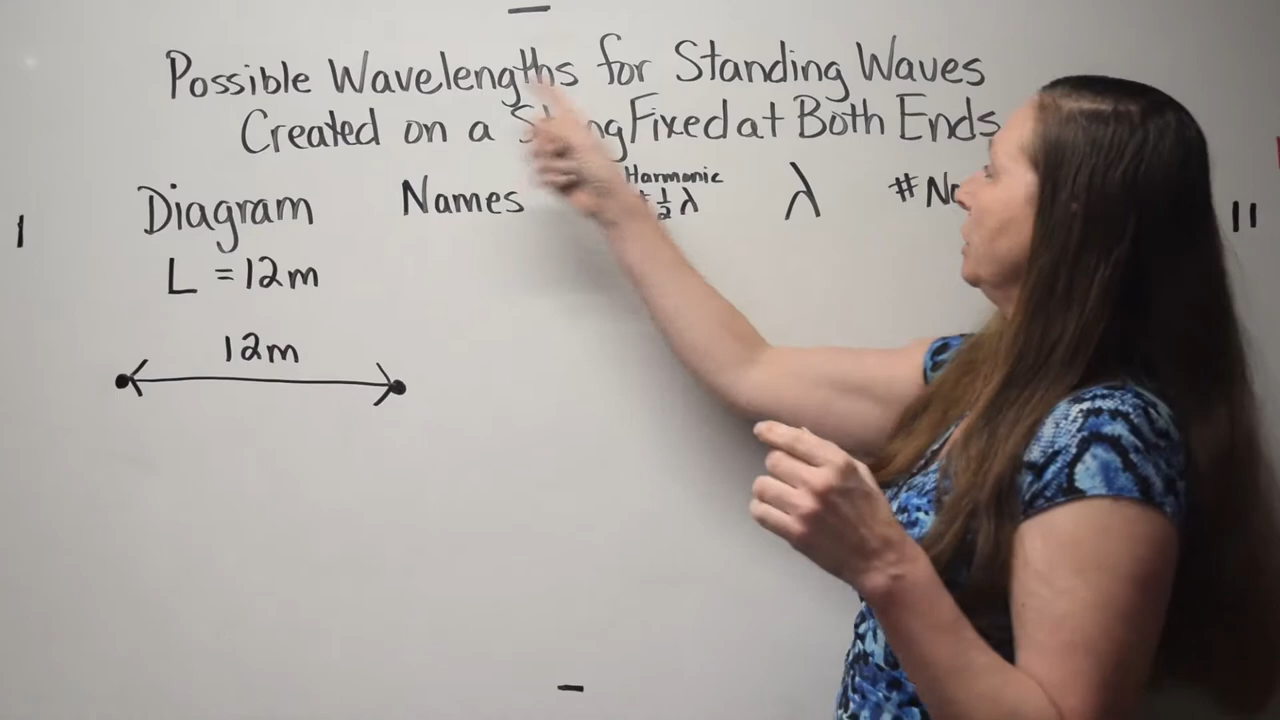 Possible Wavelengths for Standing Waves
Created on a String Fixed at Both Ends
Diagram Names Harmonic # ½ λ λ # No
L = 12m
12m